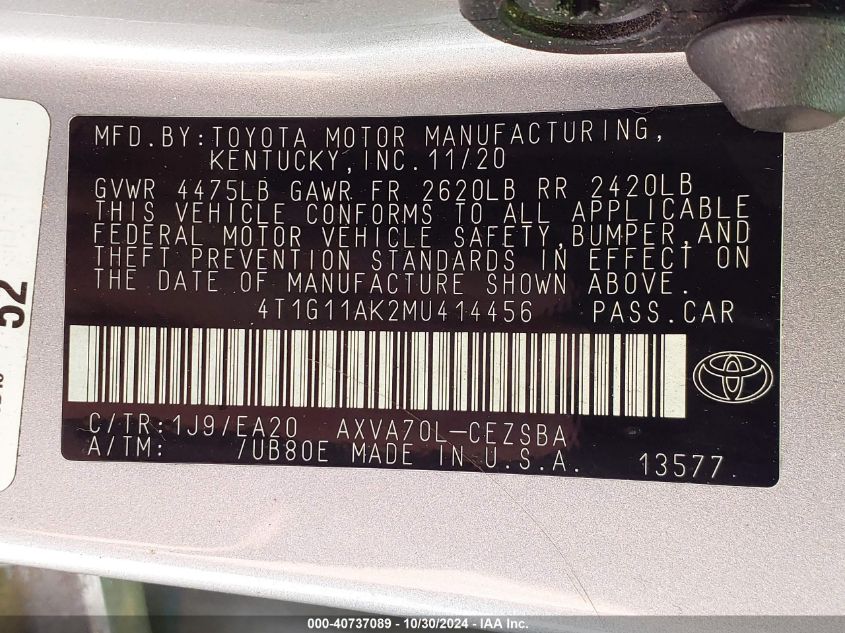 MFD.BY:TOYOTA MOTOR MANUFACTURING,
KENTUCKY,INC.11/20
GVWR 4475LB GAWR FR 2620LB RR 2420LB
THIS VEHICLE CONFORMS TO ALL APPLICABLE
FEDERAL MOTOR VEHICLE SAFETY,BUMPER,AND
THEFT PREVENTION STANDARDS IN EFFECT ON
THE DATE OF MANUFACTURE SHOWN ABOVE.
4T1G11AK2MU414456 PASS.CAR
C/TR:1J9/EA20 AXVA70L-CEZSBA
A/TM: /UB80E MADE IN U.S.A. 13577
52
000-40737089 - 10/30/2024 - IAA Inc.